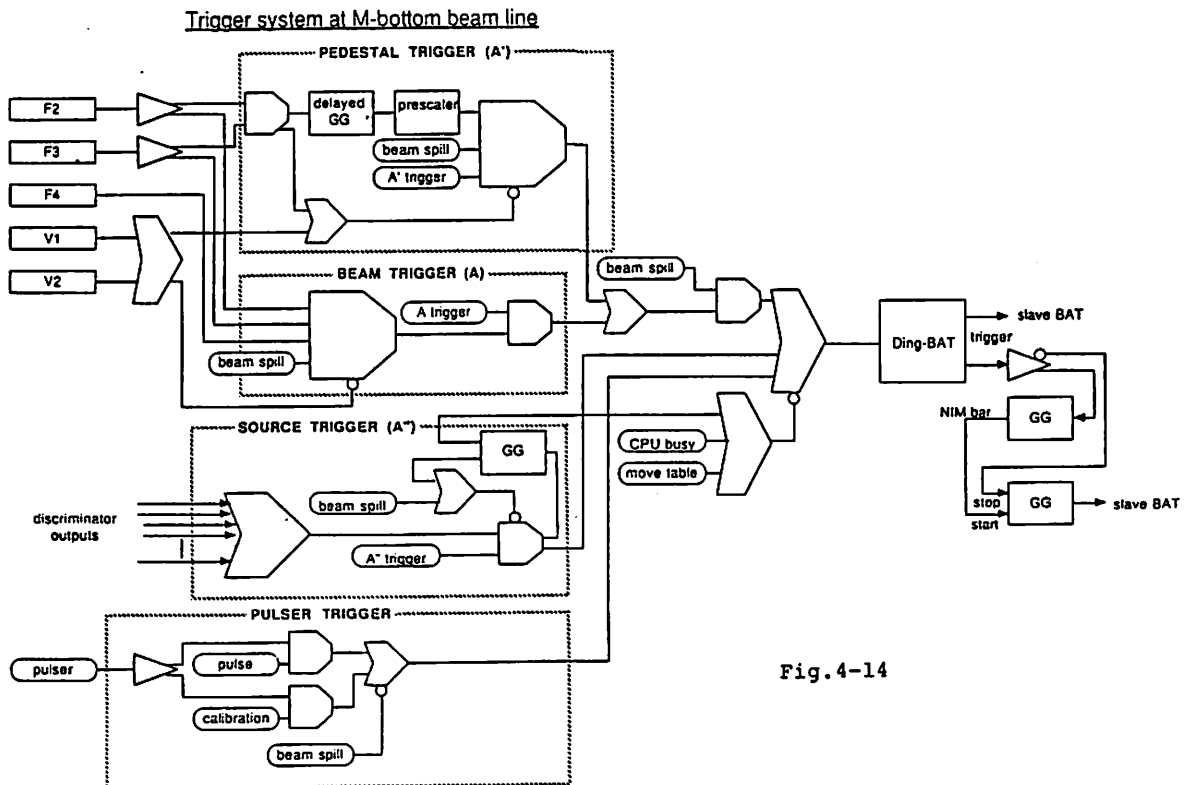 Trigger system at M-bottom beam line
PEDESTAL TRIGGER (A')
F2
F3
F4
V1
V2
delayed GG
prescaler
beam spill
A' trigger
BEAM TRIGGER (A)
A trigger
beam spill
beam spill
Ding-BAT
slave BAT
trigger
NIM bar
GG
stop
start
GG
slave BAT
SOURCE TRIGGER (A")
GG
CPU busy
move table
beam spill
discriminator
outputs
A" trigger
PULSER TRIGGER
pulser
pulse
calibration
beam spill
Fig.4-14